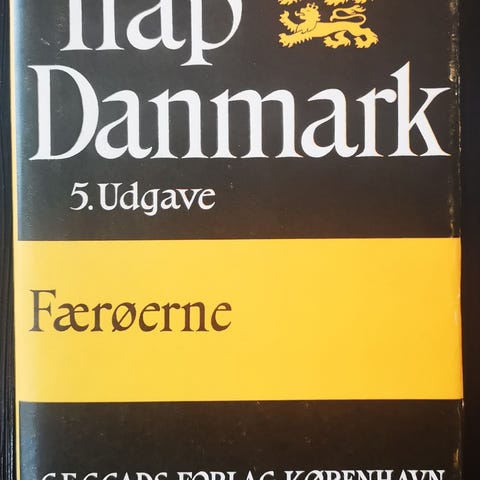 Trap
Danmark
5. Udgave
Færøerne
G.E.C GADS FORLAG KØBENHAVN